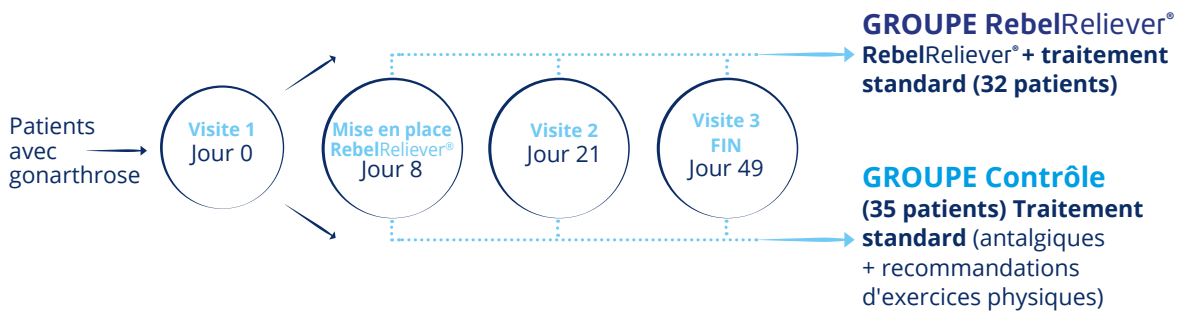 Patients
avec
gonarthrose
Visite 1
Jour 0
Mise en place
RebelReliever®
Jour 8
Visite 2
Jour 21
Visite 3
FIN
Jour 49
GROUPE RebelReliever®
RebelReliever® + traitement
standard (32 patients)
GROUPE Contrôle
(35 patients) Traitement
standard (antalgiques
+ recommandations
d'exercices physiques)